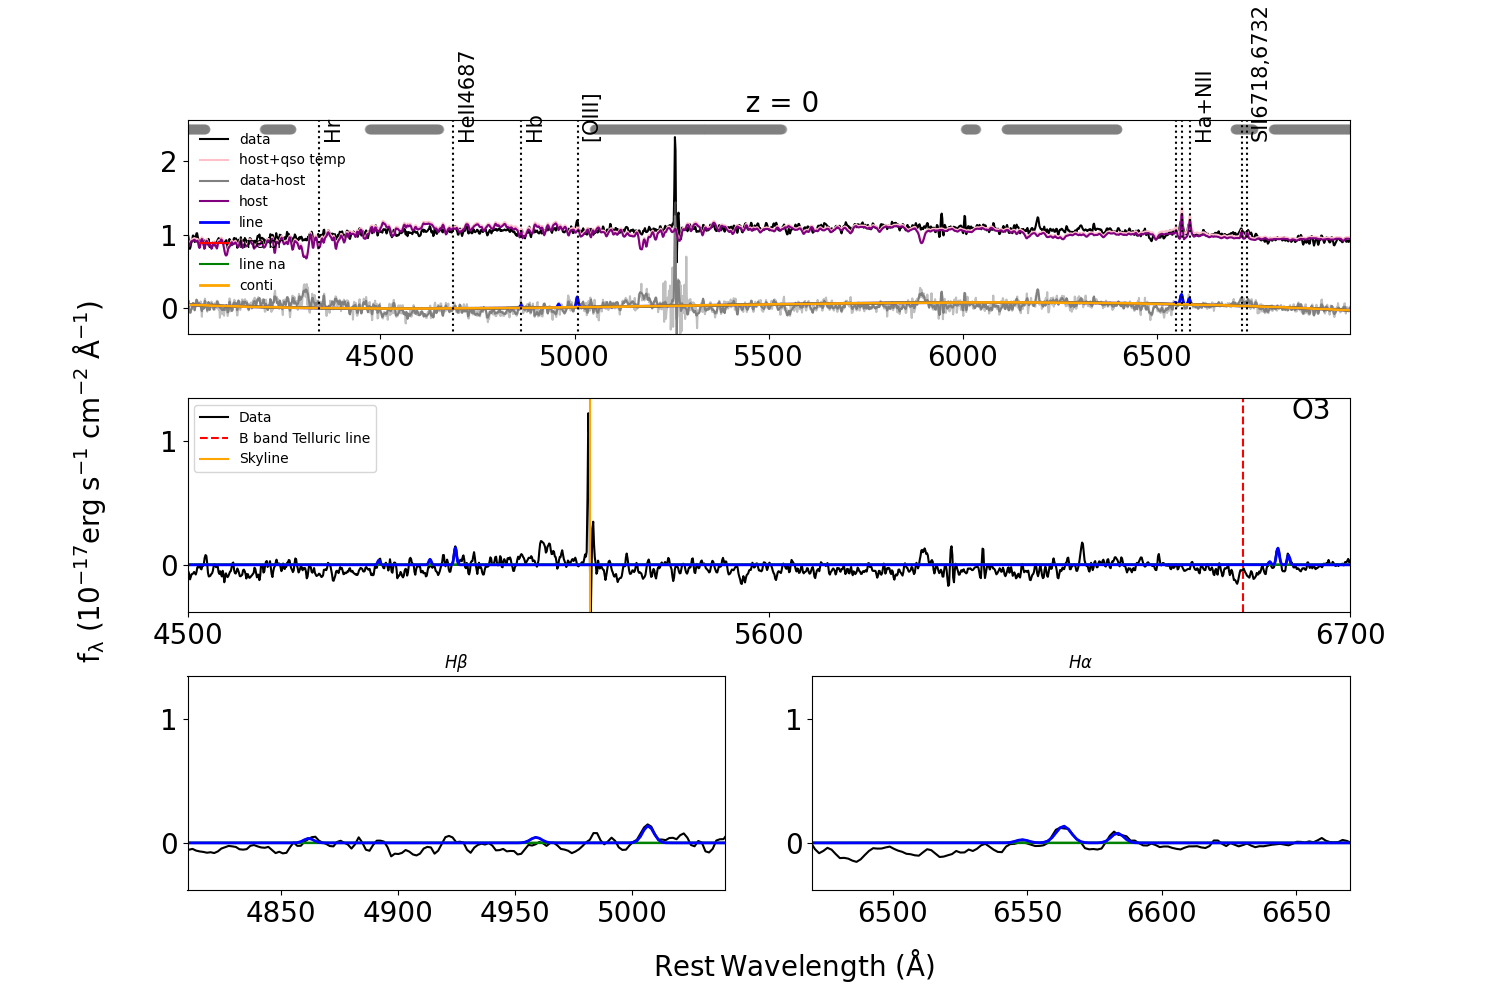 z = 0
Hr
HeII4687
Hb
[OIII]
Ha+NII
SII6718,6732
data
host+qso temp
data-host
host
line
line na
conti
2
1
0
4500
5000
5500
6000
6500
f_λ (10⁻¹⁷erg s⁻¹ cm⁻² Å⁻¹)
O3
Data
B band Telluric line
Skyline
1
0
4500
5600
6700
Hβ
1
0
4850
4900
4950
5000
Hα
1
0
6500
6550
6600
6650
Rest Wavelength (Å)